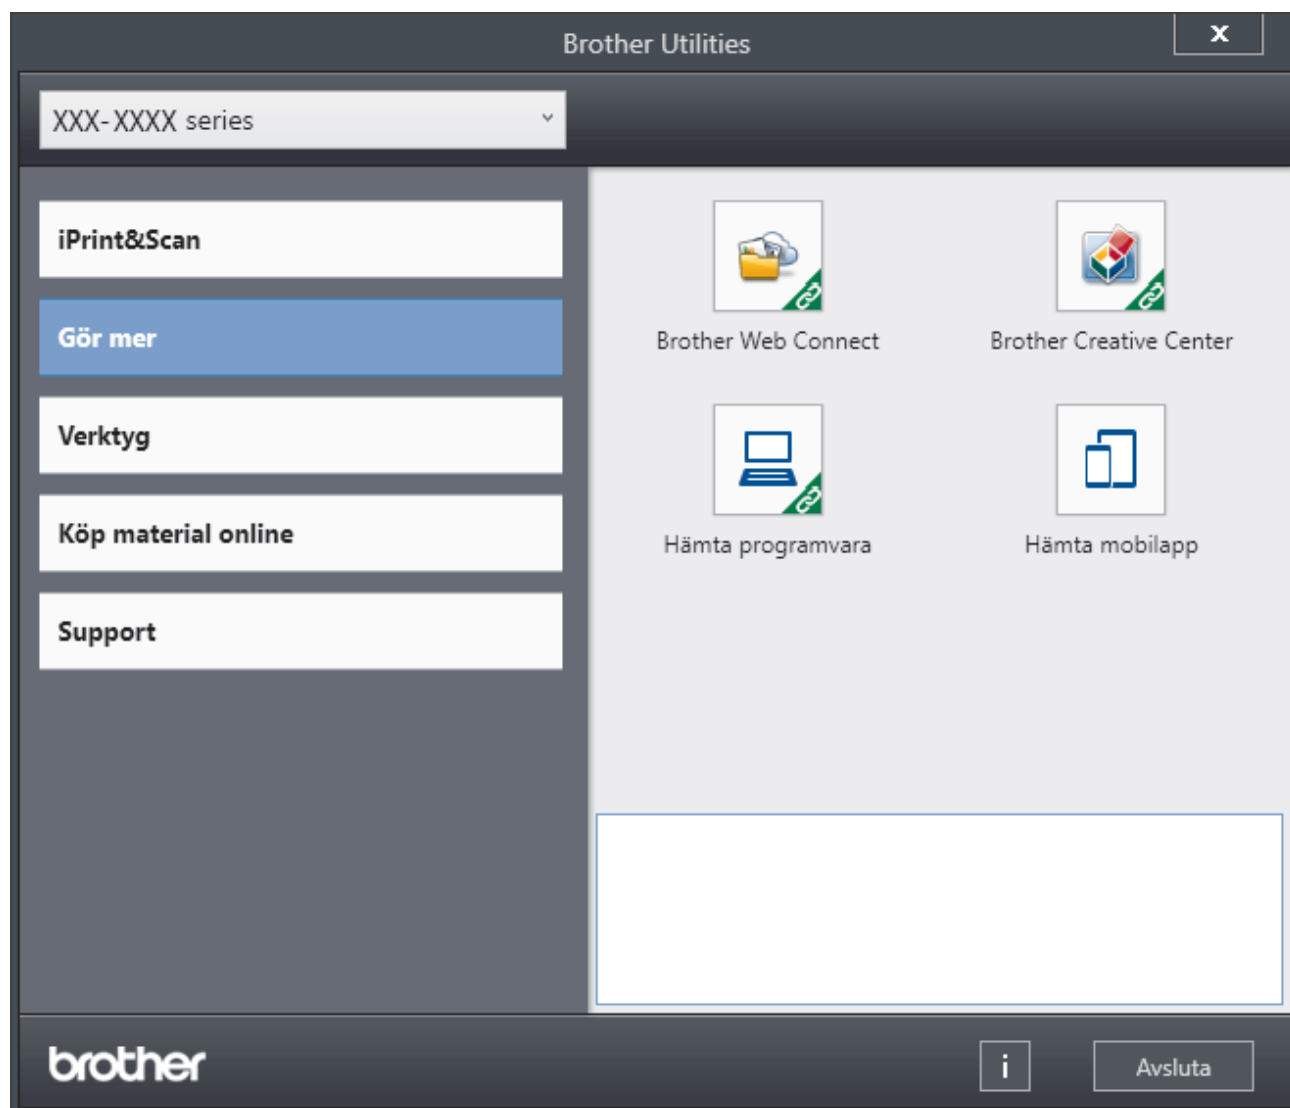 Brother Utilities
x
XXX-XXXX series
iPrint&Scan
Gör mer
Verktyg
Köp material online
Support
Brother Web Connect
Brother Creative Center
Hämta programvara
Hämta mobilapp
brother
i
Avsluta